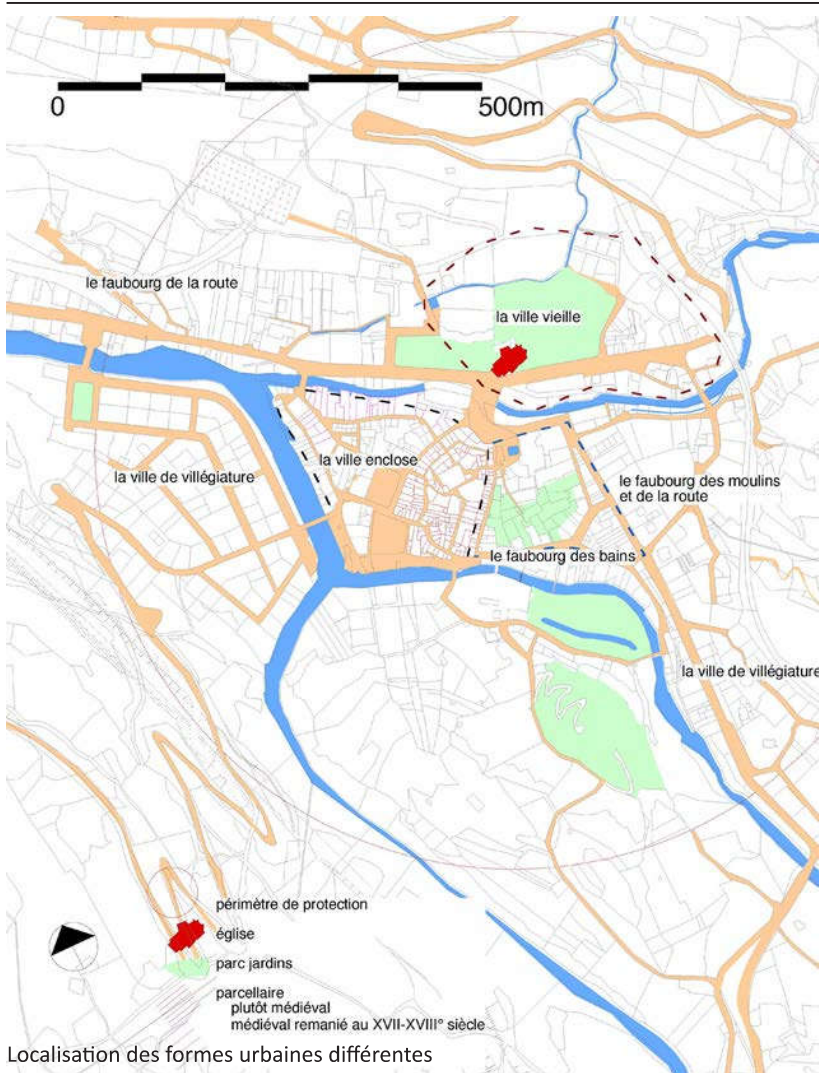 0 500m
le faubourg de la route
la ville vieille
la ville enclose
la ville de villégiature
le faubourg des moulins
et de la route
le faubourg des bains
la ville de villégiature
périmètre de protection
église
parc jardins
parcellaire
plutôt médiéval
médiéval remanié au XVII-XVIII° siècle
Localisation des formes urbaines différentes